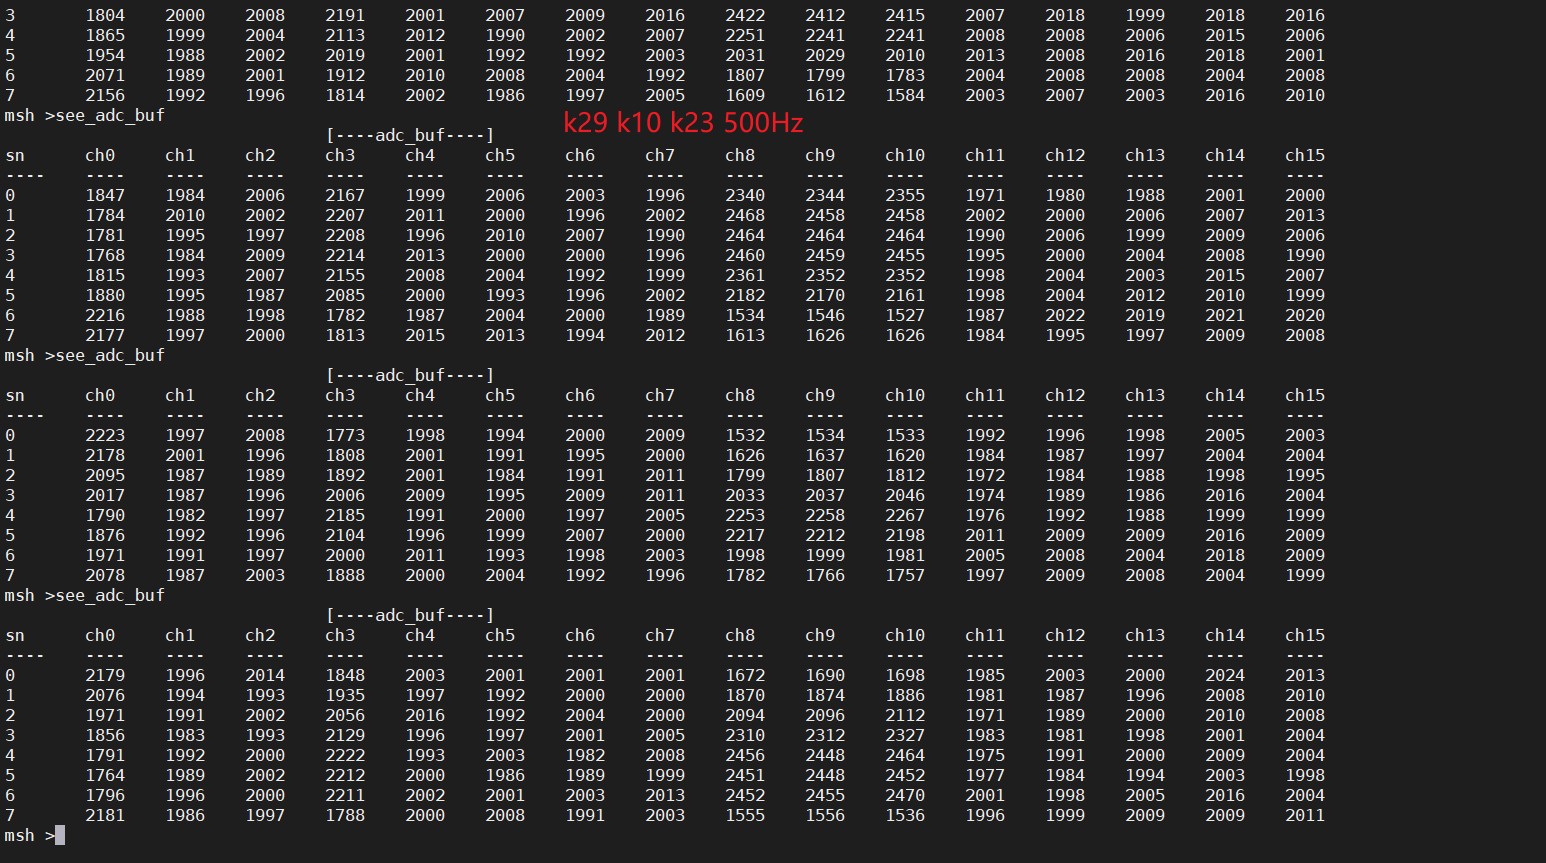 3 1804 2000 2008 2191 2001 2007 2009 2016 2422 2412 2415 2007 2018 1999 2018 2016
4 1865 1999 2004 2113 2012 1990 2002 2007 2251 2241 2241 2008 2008 2006 2015 2006
5 1954 1988 2002 2019 2001 1992 1992 2003 2031 2029 2010 2013 2008 2016 2018 2001
6 2071 1989 2001 1912 2010 2008 2004 1992 1807 1799 1783 2004 2008 2008 2004 2008
7 2156 1992 1996 1814 2002 1986 1997 2005 1609 1612 1584 2003 2007 2003 2016 2010
msh >see_adc_buf
k29 k10 k23 500Hz
[----adc_buf----]
sn ch0 ch1 ch2 ch3 ch4 ch5 ch6 ch7 ch8 ch9 ch10 ch11 ch12 ch13 ch14 ch15
---- ---- ---- ---- ---- ---- ---- ---- ---- ---- ---- ---- ---- ---- ---- ---- ----
0 1847 1984 2006 2167 1999 2006 2003 1996 2340 2344 2355 1971 1980 1988 2001 2000
1 1784 2010 2002 2207 2011 2000 1996 2002 2468 2458 2458 2002 2000 2006 2007 2013
2 1781 1995 1997 2208 1996 2010 2007 1990 2464 2464 2464 1990 2006 1999 2009 2006
3 1768 1984 2009 2214 2013 2000 2000 1996 2460 2459 2455 1995 2000 2004 2008 1990
4 1815 1993 2007 2155 2008 2004 1992 1999 2361 2352 2352 1998 2004 2003 2015 2007
5 1880 1995 1987 2085 2000 1993 1996 2002 2182 2170 2161 1998 2004 2012 2010 1999
6 2216 1988 1998 1782 1987 2004 2000 1989 1534 1546 1527 1987 2022 2019 2021 2020
7 2177 1997 2000 1813 2015 2013 1994 2012 1613 1626 1626 1984 1995 1997 2009 2008
msh >see_adc_buf
[----adc_buf----]
sn ch0 ch1 ch2 ch3 ch4 ch5 ch6 ch7 ch8 ch9 ch10 ch11 ch12 ch13 ch14 ch15
---- ---- ---- ---- ---- ---- ---- ---- ---- ---- ---- ---- ---- ---- ---- ---- ----
0 2223 1997 2008 1773 1998 1994 2000 2009 1532 1534 1533 1992 1996 1998 2005 2003
1 2178 2001 1996 1808 2001 1991 1995 2000 1626 1637 1620 1984 1987 1997 2004 2004
2 2095 1987 1989 1892 2001 1984 1991 2011 1799 1807 1812 1972 1984 1988 1998 1995
3 2017 1987 1996 2006 2009 1995 2009 2011 2033 2037 2046 1974 1989 1986 2016 2004
4 1790 1982 1997 2185 1991 2000 1997 2005 2253 2258 2267 1976 1992 1988 1999 1999
5 1876 1992 1996 2104 1996 1999 2007 2000 2217 2212 2198 2011 2009 2009 2016 2009
6 1971 1991 1997 2000 2011 1993 1998 2003 1998 1999 1981 2005 2008 2004 2018 2009
7 2078 1987 2003 1888 2000 2004 1992 1996 1782 1766 1757 1997 2009 2008 2004 1999
msh >see_adc_buf
[----adc_buf----]
sn ch0 ch1 ch2 ch3 ch4 ch5 ch6 ch7 ch8 ch9 ch10 ch11 ch12 ch13 ch14 ch15
---- ---- ---- ---- ---- ---- ---- ---- ---- ---- ---- ---- ---- ---- ---- ---- ----
0 2179 1996 2014 1848 2003 2001 2001 2001 1672 1690 1698 1985 2003 2000 2024 2013
1 2076 1994 1993 1935 1997 1992 2000 2000 1870 1874 1886 1981 1987 1996 2008 2010
2 1971 1991 2002 2056 2016 1992 2004 2000 2094 2096 2112 1971 1989 2000 2010 2008
3 1856 1983 1993 2129 1996 1997 2001 2005 2310 2312 2327 1983 1981 1998 2001 2004
4 1791 1992 2000 2222 1993 2003 1982 2008 2456 2448 2464 1975 1991 2000 2009 2004
5 1764 1989 2002 2212 2000 1986 1989 1999 2451 2448 2452 1977 1984 1994 2003 1998
6 1796 1996 2000 2211 2002 2001 2003 2013 2452 2455 2470 2001 1998 2005 2016 2004
7 2181 1986 1997 1788 2000 2008 1991 2003 1555 1556 1536 1996 1999 2009 2009 2011
msh >